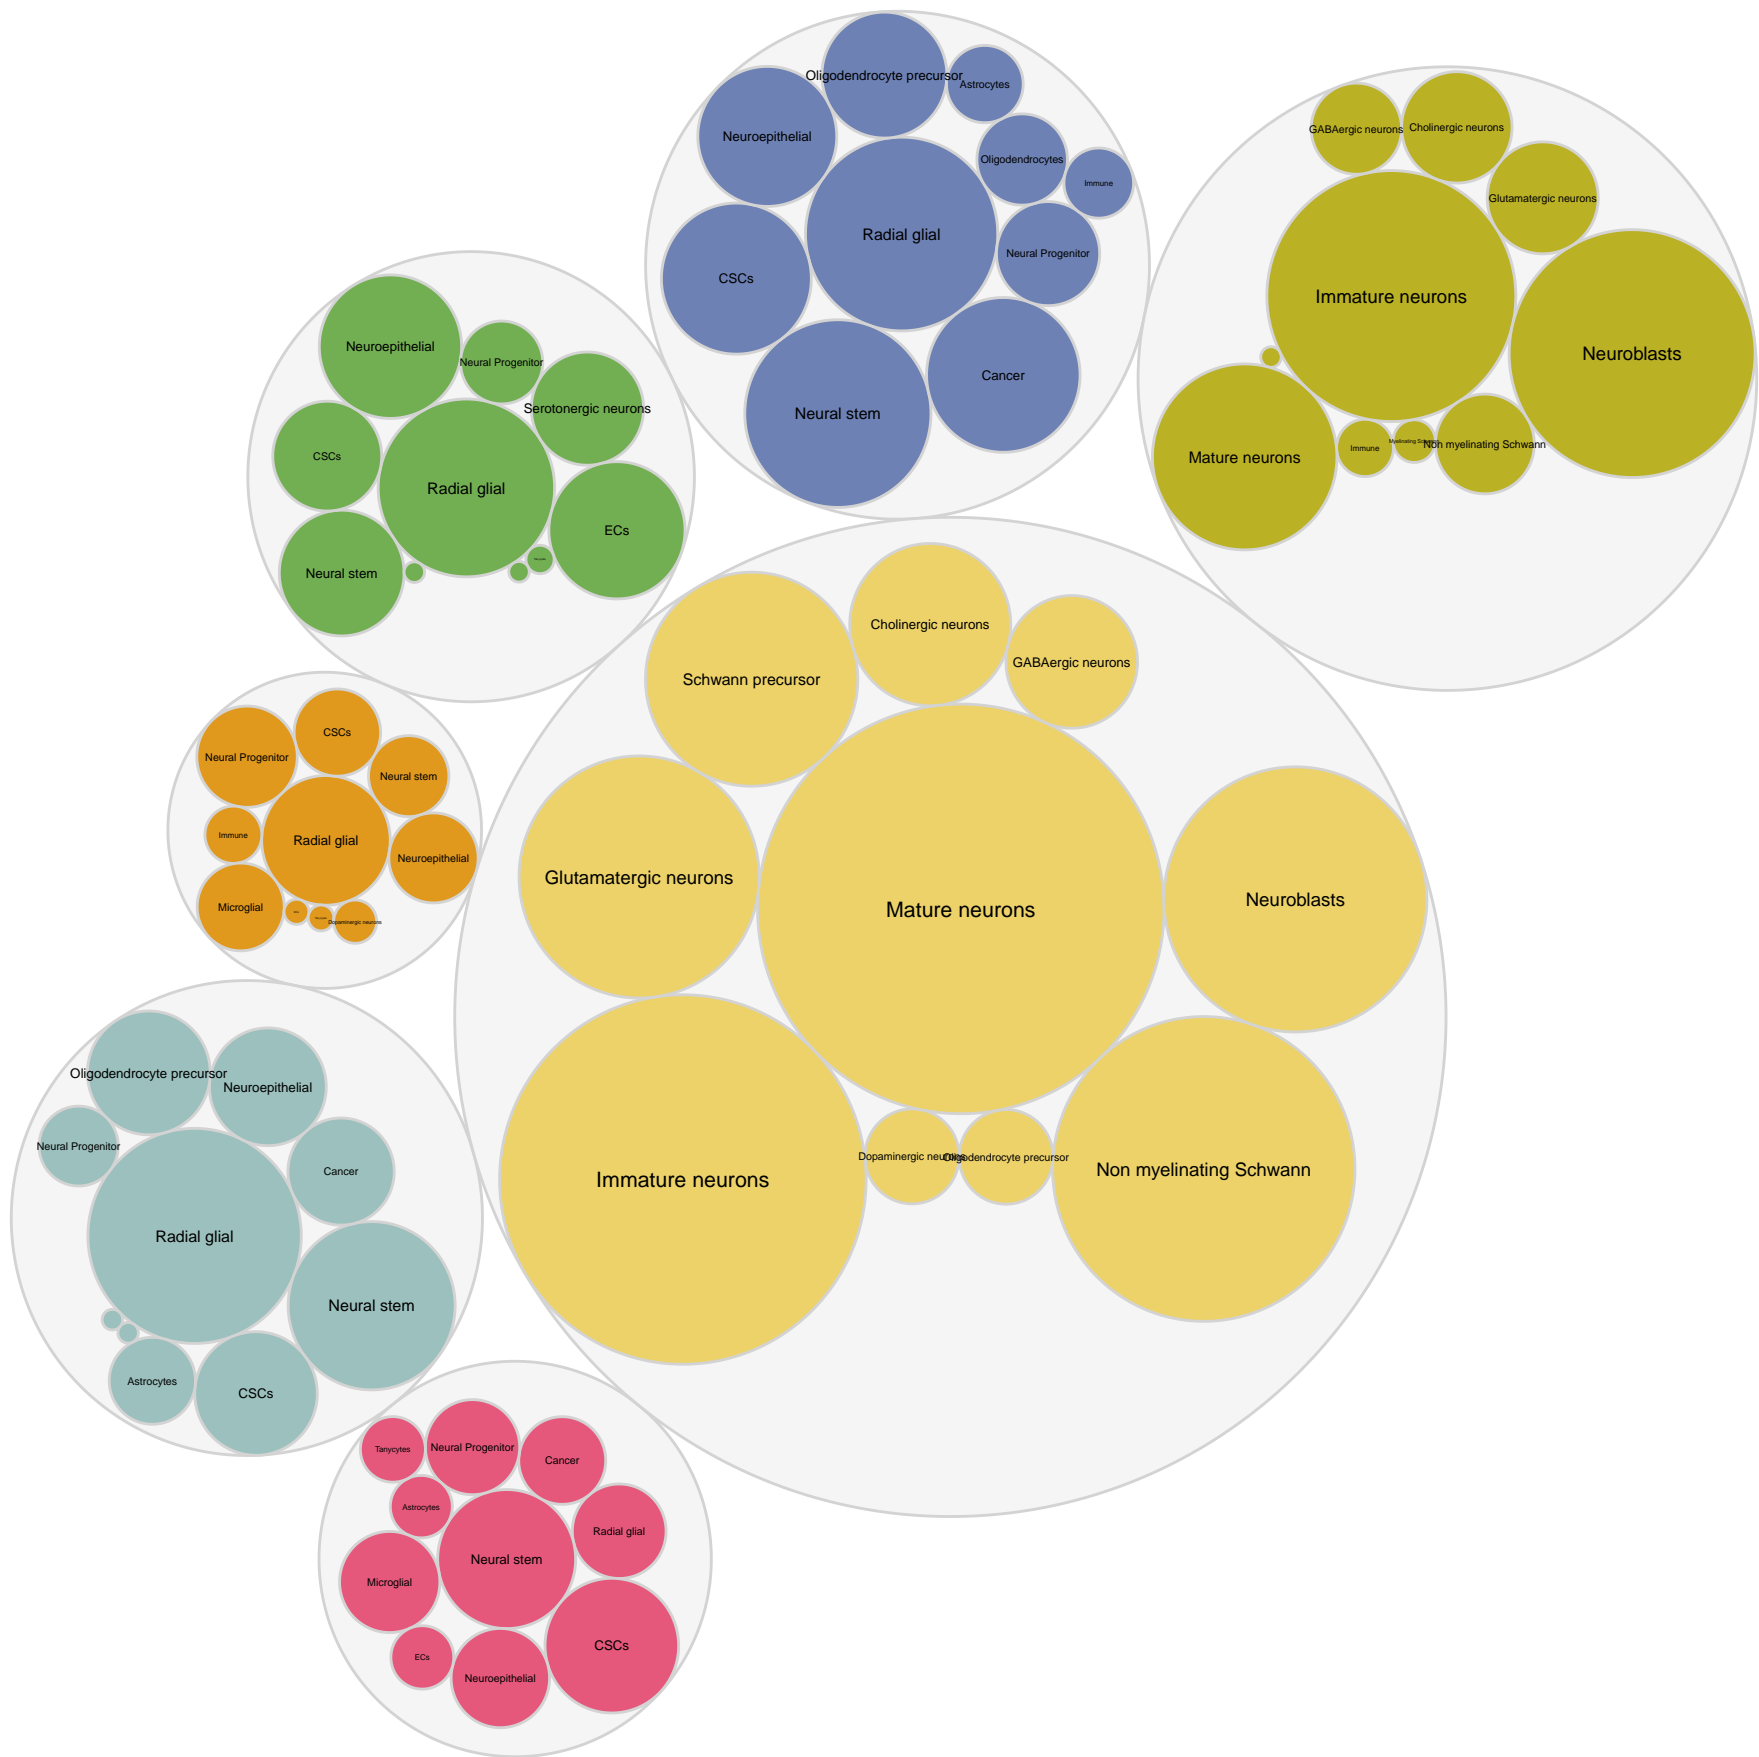 Oligodendrocyte precursor
Astrocytes
Neuroepithelial
Oligodendrocytes
Immune
Radial glial
Neural Progenitor
CSCs
Cancer
Neural stem
GABAergic neurons
Cholinergic neurons
Glutamatergic neurons
Immature neurons
Neuroblasts
Mature neurons
Immune
Non myelinating Schwann
Neuroepithelial
Neural Progenitor
Serotonergic neurons
CSCs
Radial glial
ECs
Neural stem
Cholinergic neurons
GABAergic neurons
Schwann precursor
Glutamatergic neurons
Mature neurons
Neuroblasts
Immature neurons
Dopaminergic neurons
Oligodendrocyte precursor
Non myelinating Schwann
CSCs
Neural Progenitor
Neural stem
Immune
Radial glial
Neuroepithelial
Microglial
Dopaminergic neurons
Oligodendrocyte precursor
Neuroepithelial
Neural Progenitor
Cancer
Radial glial
Neural stem
Astrocytes
CSCs
Tanycytes
Neural Progenitor
Cancer
Astrocytes
Radial glial
Neural stem
Microglial
CSCs
ECs
Neuroepithelial